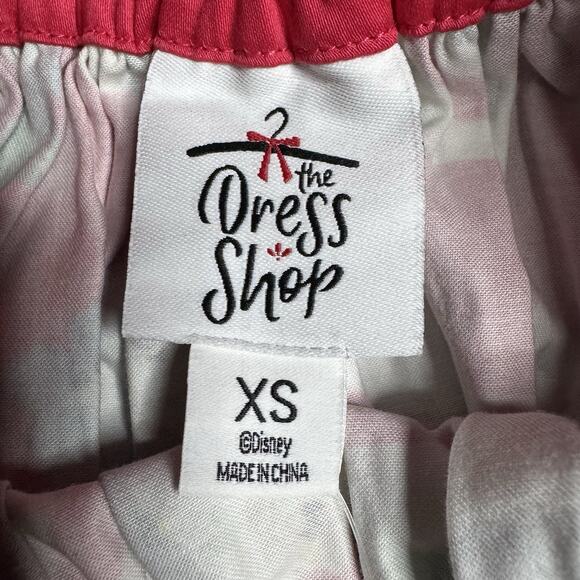 the
Dress
Shop
XS
©Disney
MADE IN CHINA